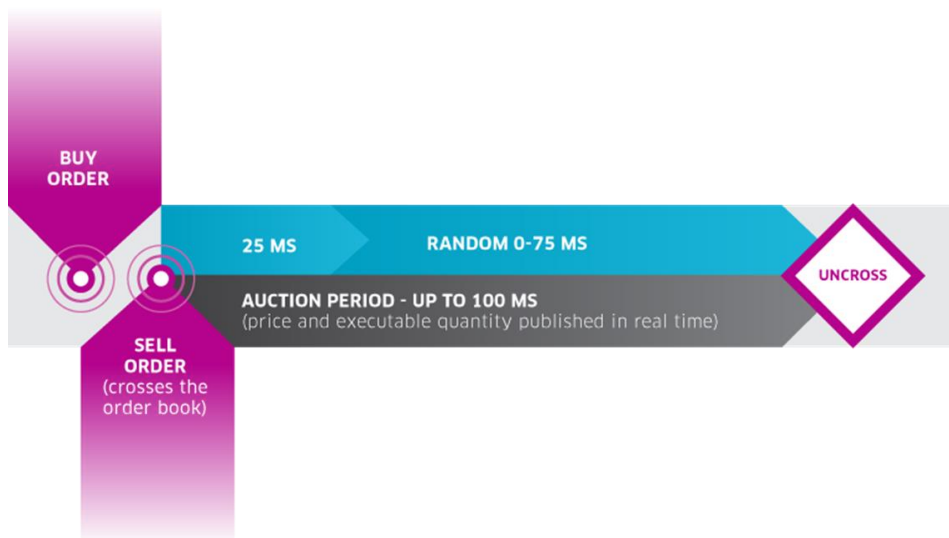 BUY
ORDER
25 MS
RANDOM 0-75 MS
UNCROSS
AUCTION PERIOD - UP TO 100 MS
(price and executable quantity published in real time)
SELL
ORDER
(crosses the
order book)